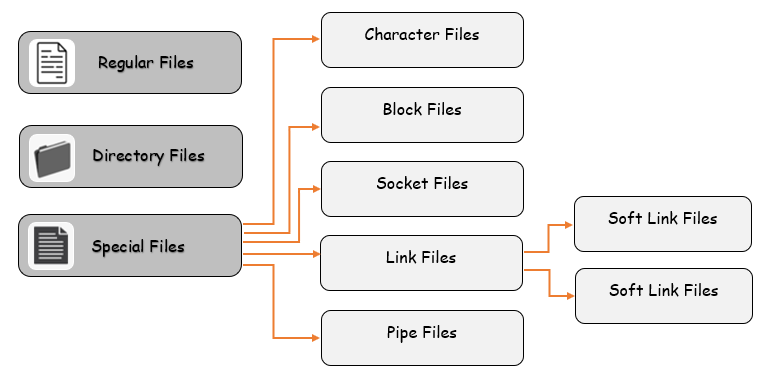 Regular Files
Directory Files
Special Files
Character Files
Block Files
Socket Files
Link Files
Pipe Files
Soft Link Files
Soft Link Files